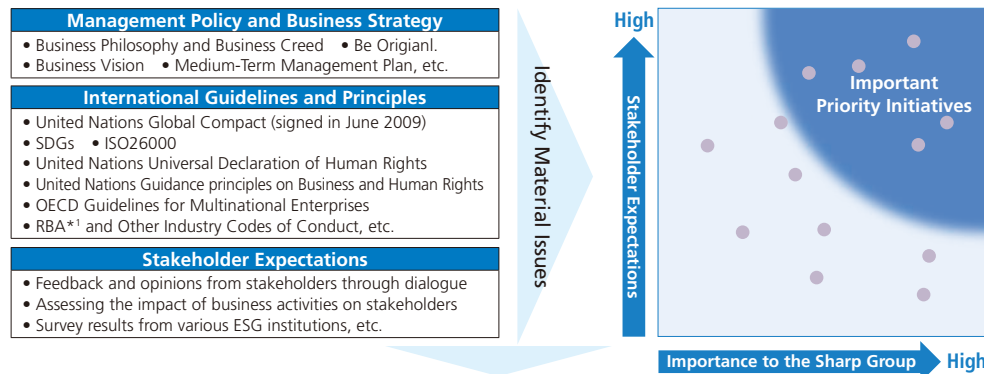 Management Policy and Business Strategy
• Business Philosophy and Business Creed • Be Origianl.
• Business Vision • Medium-Term Management Plan, etc.
International Guidelines and Principles
• United Nations Global Compact (signed in June 2009)
• SDGs • ISO26000
• United Nations Universal Declaration of Human Rights
• United Nations Guidance principles on Business and Human Rights
• OECD Guidelines for Multinational Enterprises
• RBA*1 and Other Industry Codes of Conduct, etc.
Stakeholder Expectations
• Feedback and opinions from stakeholders through dialogue
• Assessing the impact of business activities on stakeholders
• Survey results from various ESG institutions, etc.
Identify Material Issues
High
Stakeholder Expectations
Important
Priority Initiatives
Importance to the Sharp Group
High